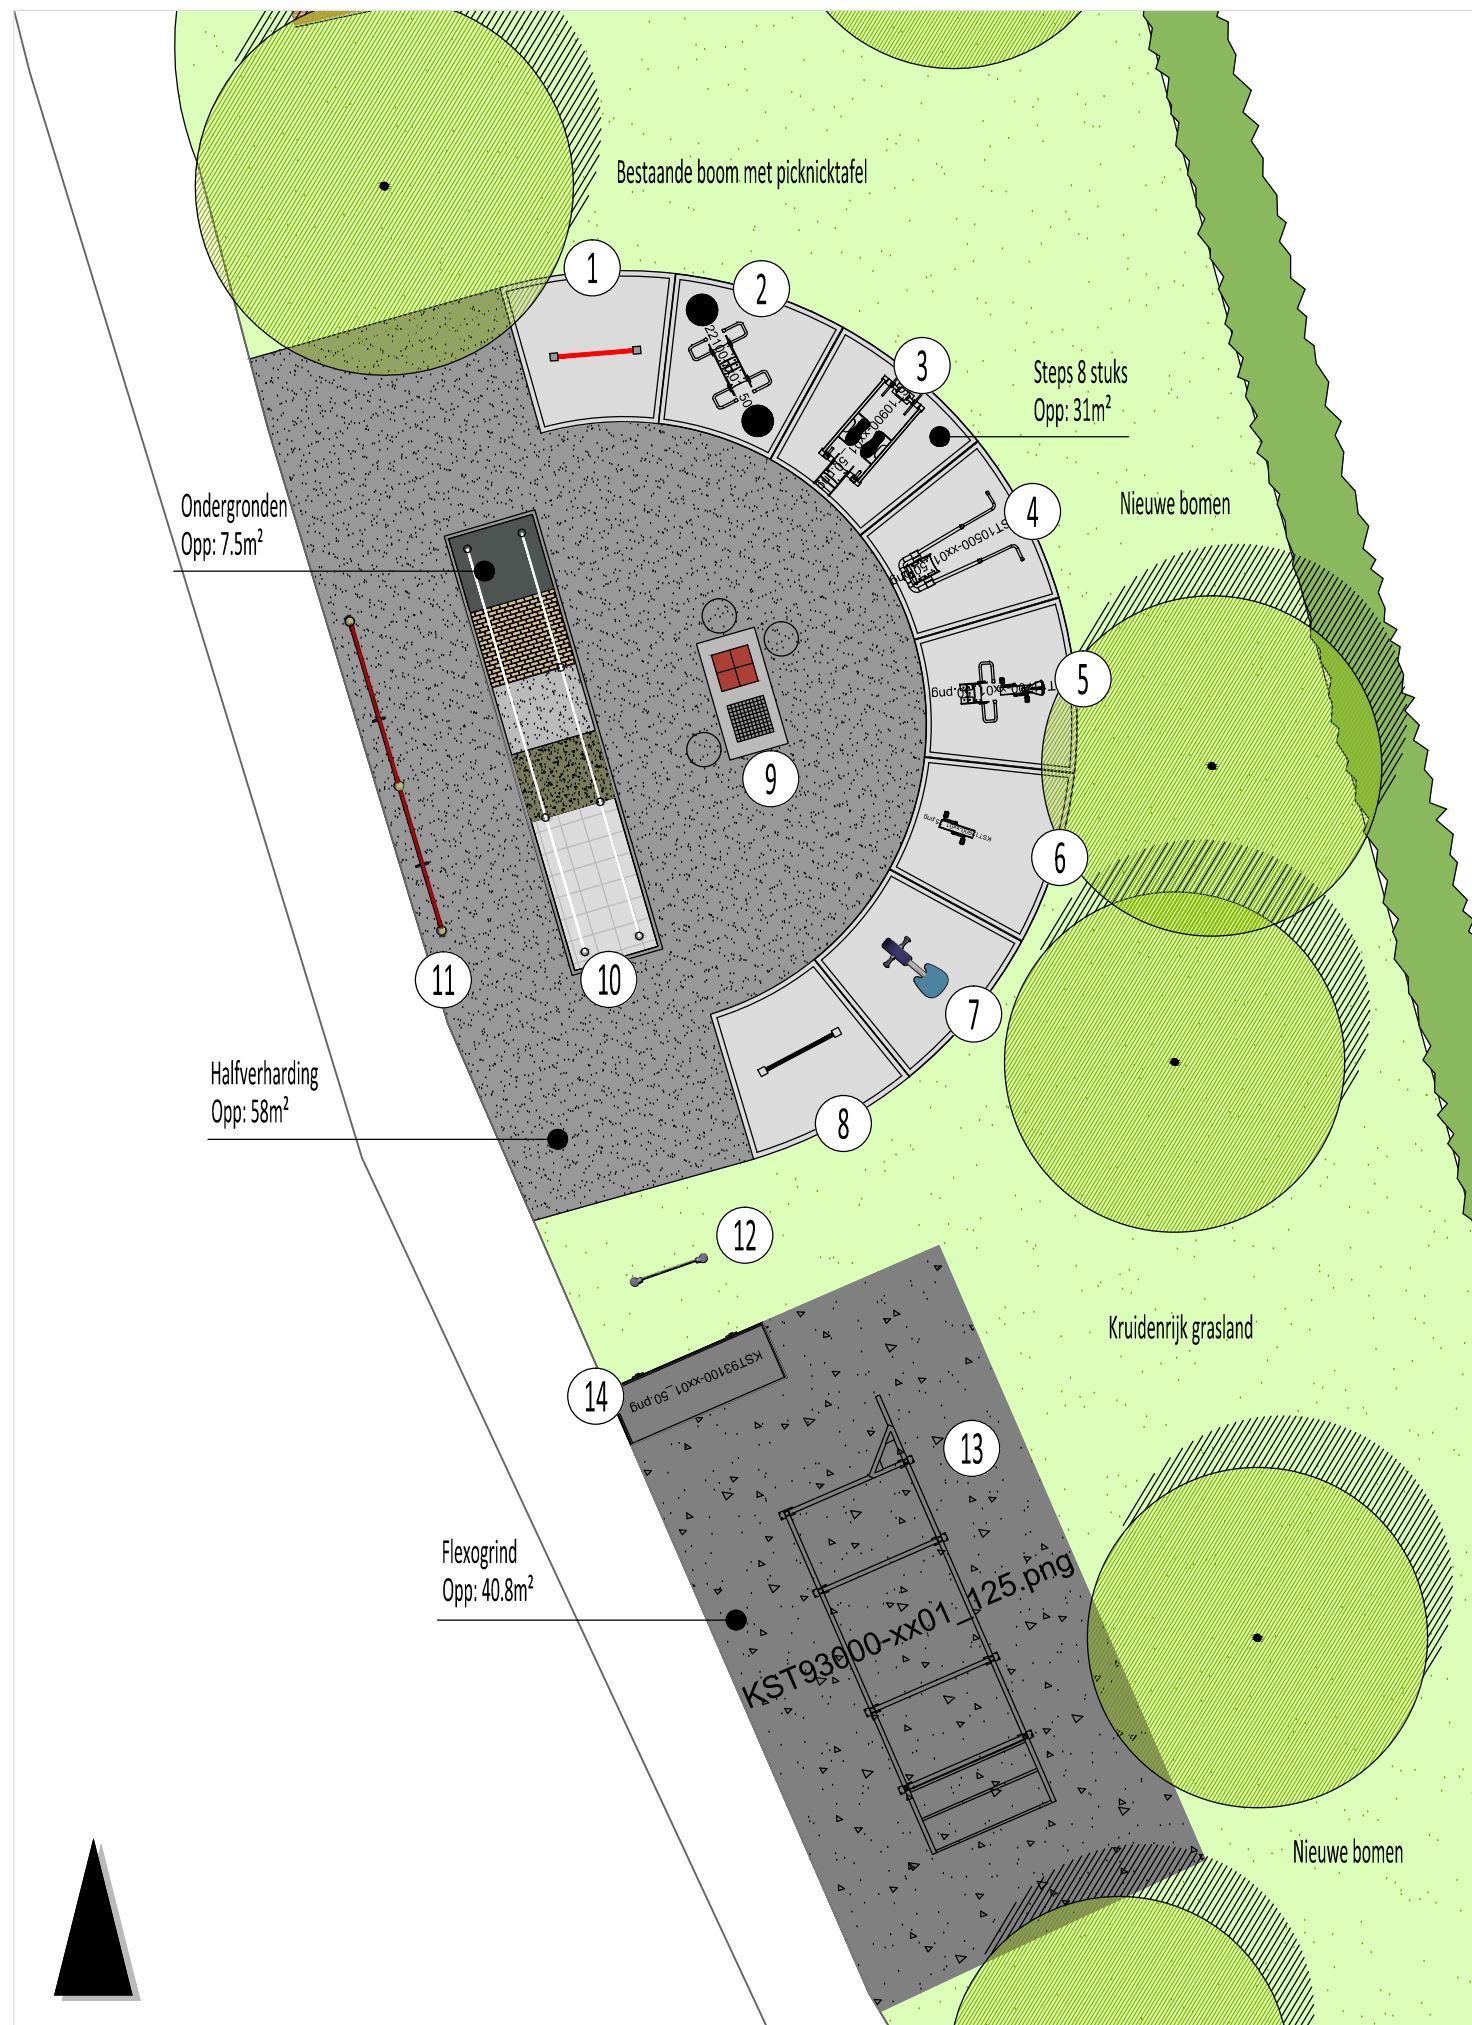 Bestaande boom met picknicktafel
1
2
3
Steps 8 stuks
Opp: 31m²
4
Nieuwe bomen
Ondergronden
Opp: 7.5m²
5
9
6
11
10
7
Halfverharding
Opp: 58m²
8
12
Kruidenrijk grasland
KST93100-xx01_50.png
14
13
Flexogrind
Opp: 40.8m²
KST93000-xx01_125.png
Nieuwe bomen